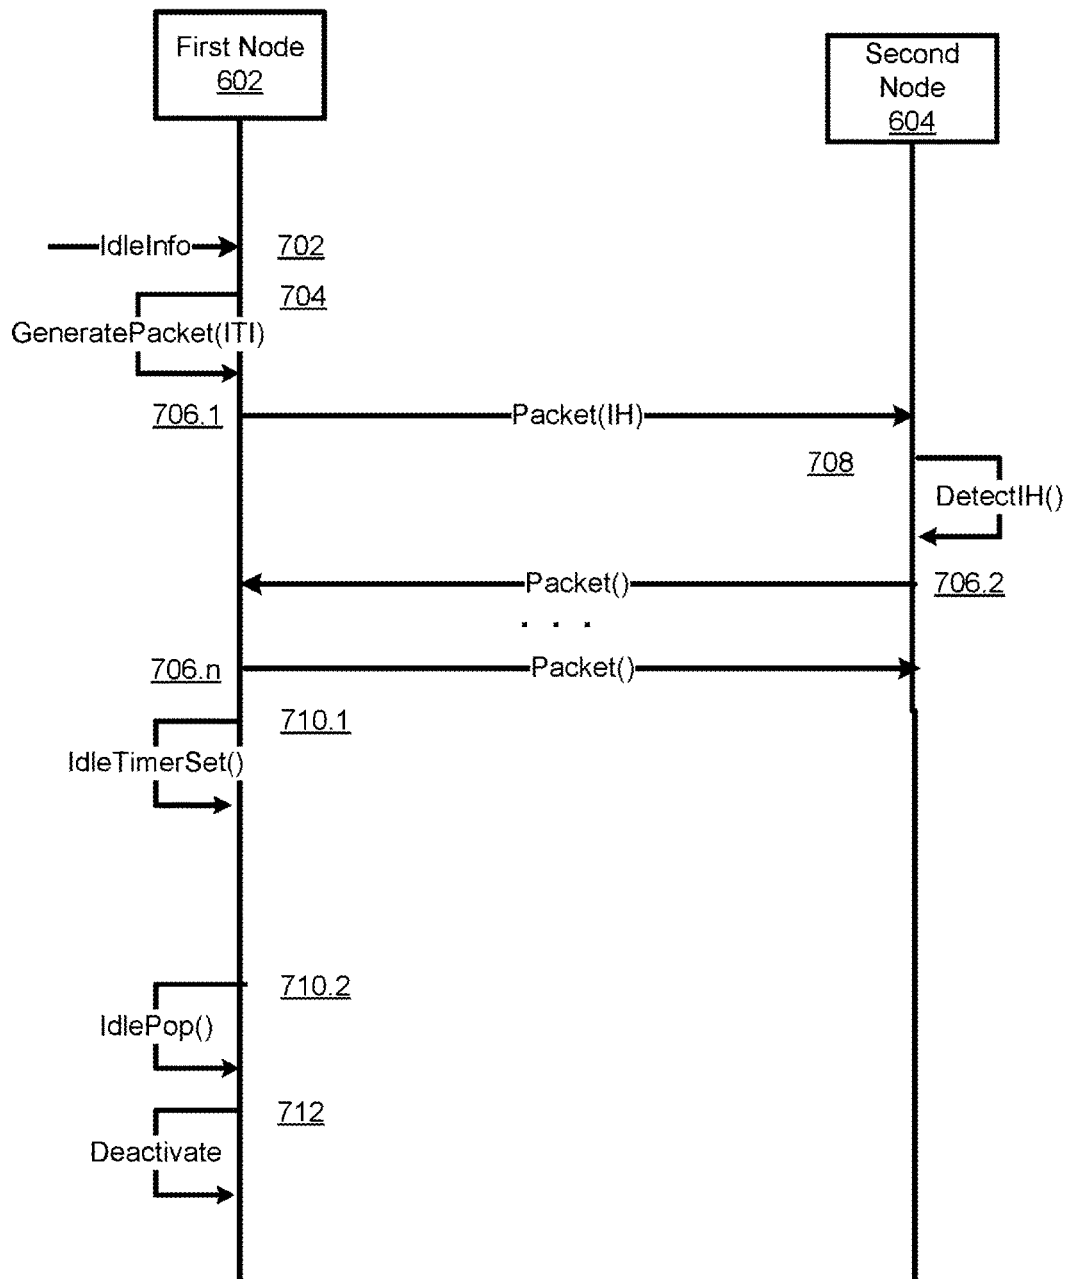 First Node
602
Second
Node
604
IdleInfo
702
704
GeneratePacket(ITI)
706.1
Packet(IH)
708
DetectIH()
Packet()
706.2
. . .
706.n
Packet()
710.1
IdleTimerSet()
710.2
IdlePop()
712
Deactivate